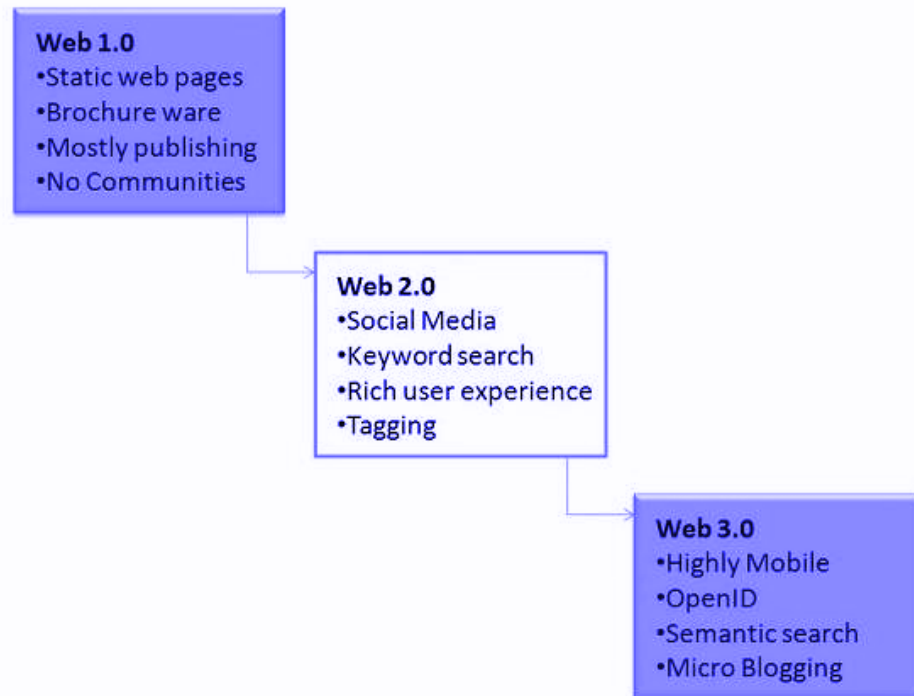 Web 1.0
•Static web pages
•Brochure ware
•Mostly publishing
•No Communities
Web 2.0
•Social Media
•Keyword search
•Rich user experience
•Tagging
Web 3.0
•Highly Mobile
•OpenID
•Semantic search
•Micro Blogging